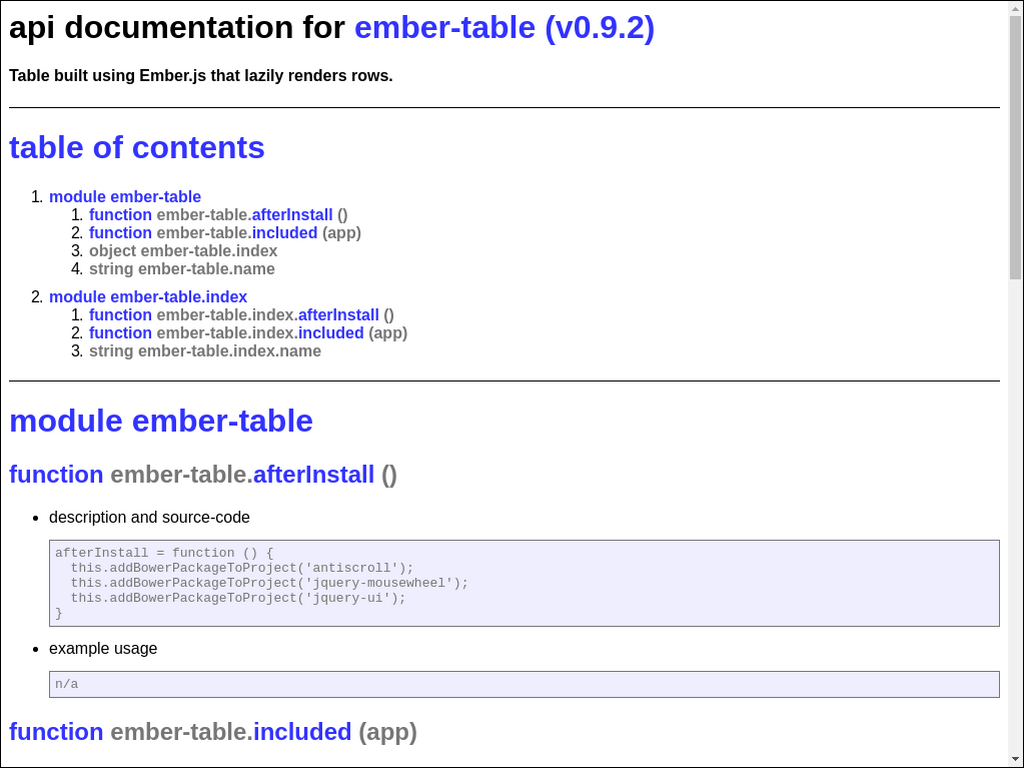 api documentation for ember-table (v0.9.2)
Table built using Ember.js that lazily renders rows.
table of contents
1. module ember-table
1. function ember-table.afterInstall ()
2. function ember-table.included (app)
3. object ember-table.index
4. string ember-table.name
2. module ember-table.index
1. function ember-table.index.afterInstall ()
2. function ember-table.index.included (app)
3. string ember-table.index.name
module ember-table
function ember-table.afterInstall ()
• description and source-code
afterInstall = function () {
  this.addBowerPackageToProject('antiscroll');
  this.addBowerPackageToProject('jquery-mousewheel');
  this.addBowerPackageToProject('jquery-ui');
}
• example usage
n/a
function ember-table.included (app)